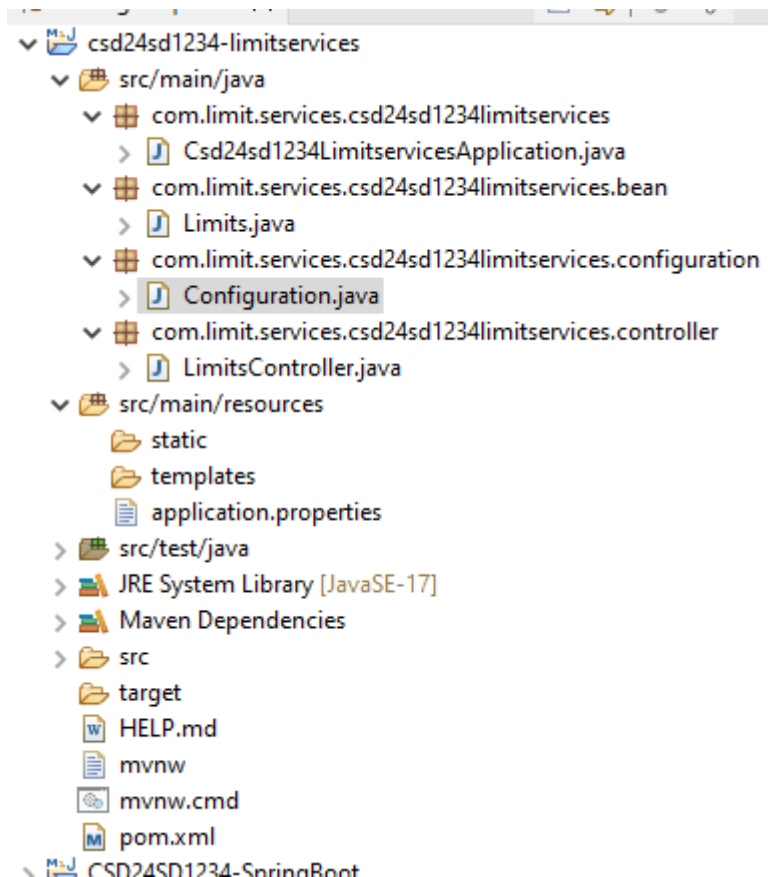 csd24sd1234-limitservices
src/main/java
com.limit.services.csd24sd1234limitservices
Csd24sd1234LimitservicesApplication.java
com.limit.services.csd24sd1234limitservices.bean
Limits.java
com.limit.services.csd24sd1234limitservices.configuration
Configuration.java
com.limit.services.csd24sd1234limitservices.controller
LimitsController.java
src/main/resources
static
templates
application.properties
src/test/java
JRE System Library [JavaSE-17]
Maven Dependencies
src
target
HELP.md
mvnw
mvnw.cmd
pom.xml
CSD24SD1234-SpringBoot